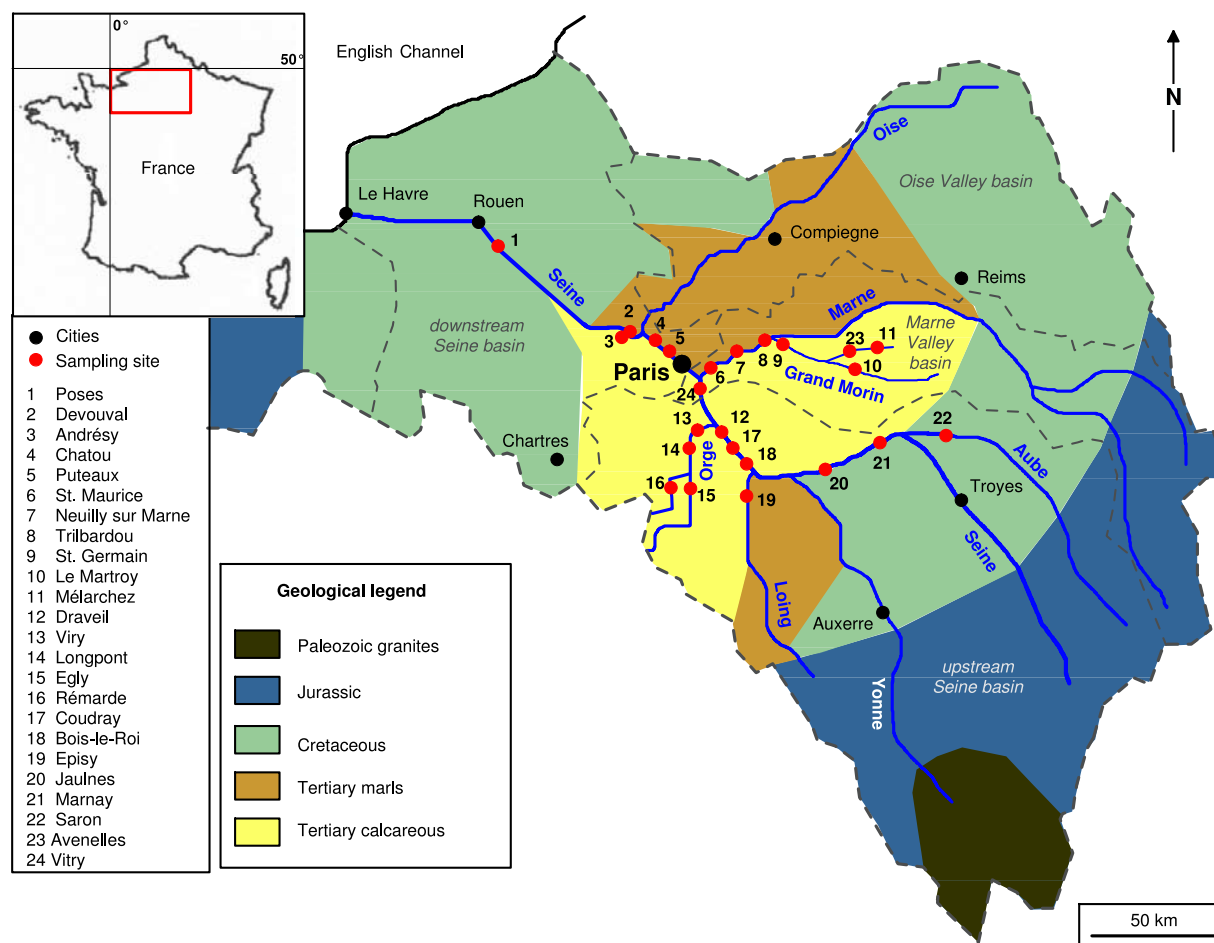 0°
50°
France
English Channel
N
Oise
Oise Valley basin
Le Havre
Rouen
1
Compiegne
Reims
Seine
downstream
Seine basin
2
3
4
5
Marne
Marne
Valley
basin
Paris
6
7
8
9
23
11
10
Grand Morin
24
13
12
14
17
18
Orge
16
15
19
Chartres
20
21
22
Aube
Troyes
Seine
Loing
Auxerre
Yonne
upstream
Seine basin
Cities
Sampling site
1 Poses
2 Devouval
3 Andrésy
4 Chatou
5 Puteaux
6 St. Maurice
7 Neuilly sur Marne
8 Trilbardou
9 St. Germain
10 Le Martroy
11 Mélarchez
12 Draveil
13 Viry
14 Longpont
15 Egly
16 Rémarde
17 Coudray
18 Bois-le-Roi
19 Episy
20 Jaulnes
21 Marnay
22 Saron
23 Avenelles
24 Vitry
Geological legend
Paleozoic granites
Jurassic
Cretaceous
Tertiary marls
Tertiary calcareous
50 km